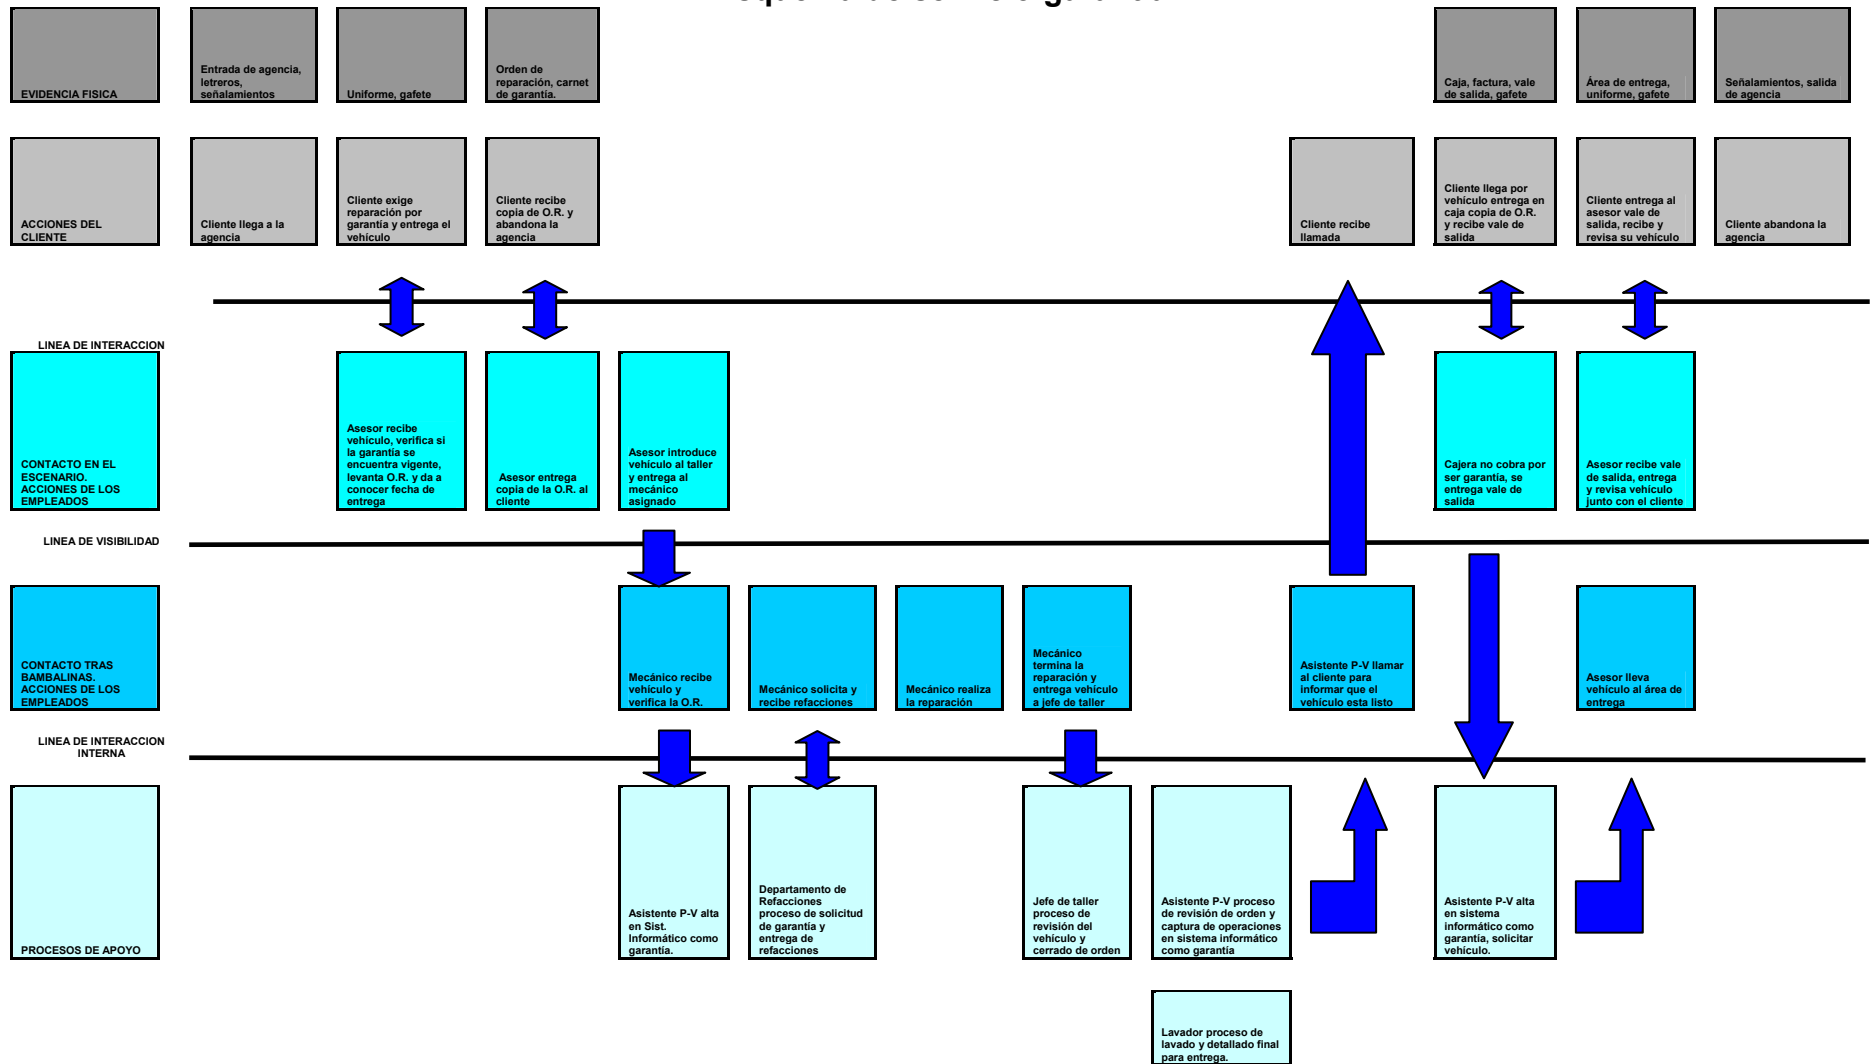 EVIDENCIA FISICA
Entrada de agencia,
letreros,
señalamientos
Uniforme, gafete
Orden de
reparación, carnet
de garantía.
Caja, factura, vale
de salida, gafete
Área de entrega,
uniforme, gafete
Señalamientos, salida
de agencia
ACCIONES DEL
CLIENTE
Cliente llega a la
agencia
Cliente exige
reparación por
garantía y entrega el
vehículo
Cliente recibe
copia de O.R. y
abandona la
agencia
Cliente recibe
llamada
Cliente llega por
vehículo entrega en
caja copia de O.R.
y recibe vale de
salida
Cliente entrega al
asesor vale de
salida, recibe y
revisa su vehículo
Cliente abandona la
agencia
LINEA DE INTERACCION
CONTACTO EN EL
ESCENARIO.
ACCIONES DE LOS
EMPLEADOS
Asesor recibe
vehículo, verifica si
la garantía se
encuentra vigente,
levanta O.R. y da a
conocer fecha de
entrega
Asesor entrega
copia de la O.R. al
cliente
Asesor introduce
vehículo al taller
y entrega al
mecánico
asignado
Cajera no cobra por
ser garantía, se
entrega vale de
salida
Asesor recibe vale
de salida, entrega
y revisa vehículo
junto con el cliente
LINEA DE VISIBILIDAD
CONTACTO TRAS
BAMBALINAS.
ACCIONES DE LOS
EMPLEADOS
Mecánico recibe
vehículo y
verifica la O.R.
Mecánico solicita y
recibe refacciones
Mecánico realiza
la reparación
Mecánico
termina la
reparación y
entrega vehículo
a jefe de taller
Asistente P-V llamar
al cliente para
informar que el
vehículo esta listo
Asesor lleva
vehículo al área de
entrega
LINEA DE INTERACCION
INTERNA
PROCESOS DE APOYO
Asistente P-V alta
en Sist.
Informático como
garantía.
Departamento de
Refacciones
proceso de solicitud
de garantía y
entrega de
refacciones
Jefe de taller
proceso de
revisión del
vehículo y
cerrado de orden
Asistente P-V proceso
de revisión de orden y
captura de operaciones
en sistema informático
como garantía
Asistente P-V alta
en sistema
informático como
garantía, solicitar
vehículo.
Lavador proceso de
lavado y detallado final
para entrega.